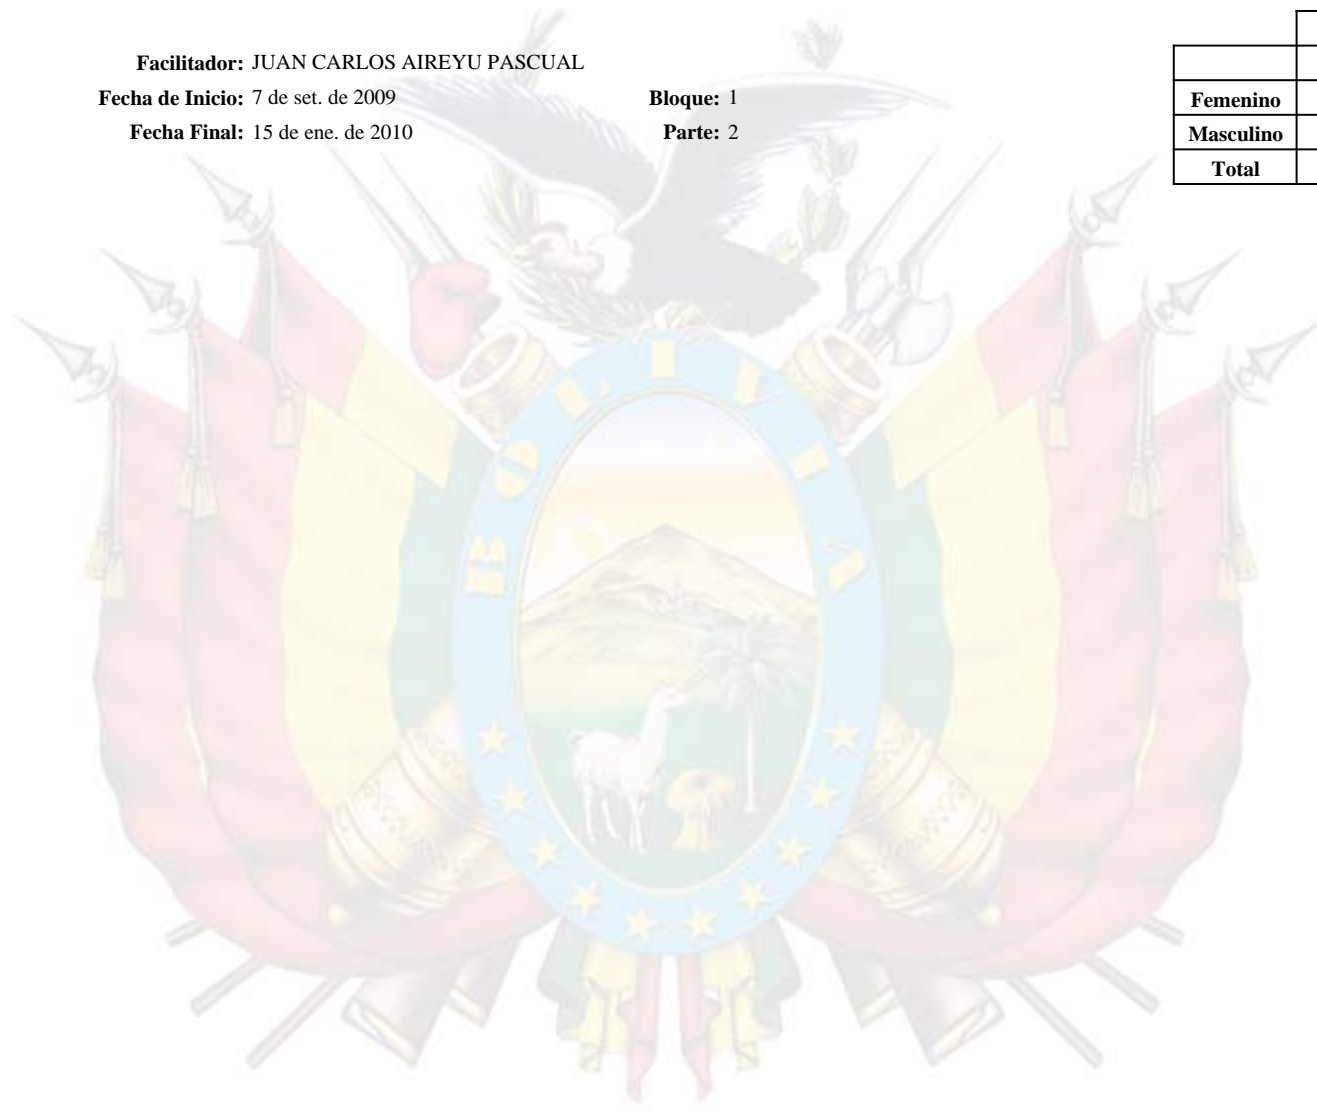 Facilitador: JUAN CARLOS AIREYU PASCUAL
Fecha de Inicio: 7 de set. de 2009 Bloque: 1
Fecha Final: 15 de ene. de 2010 Parte: 2
Femenino
Masculino
Total
BOLIVIA